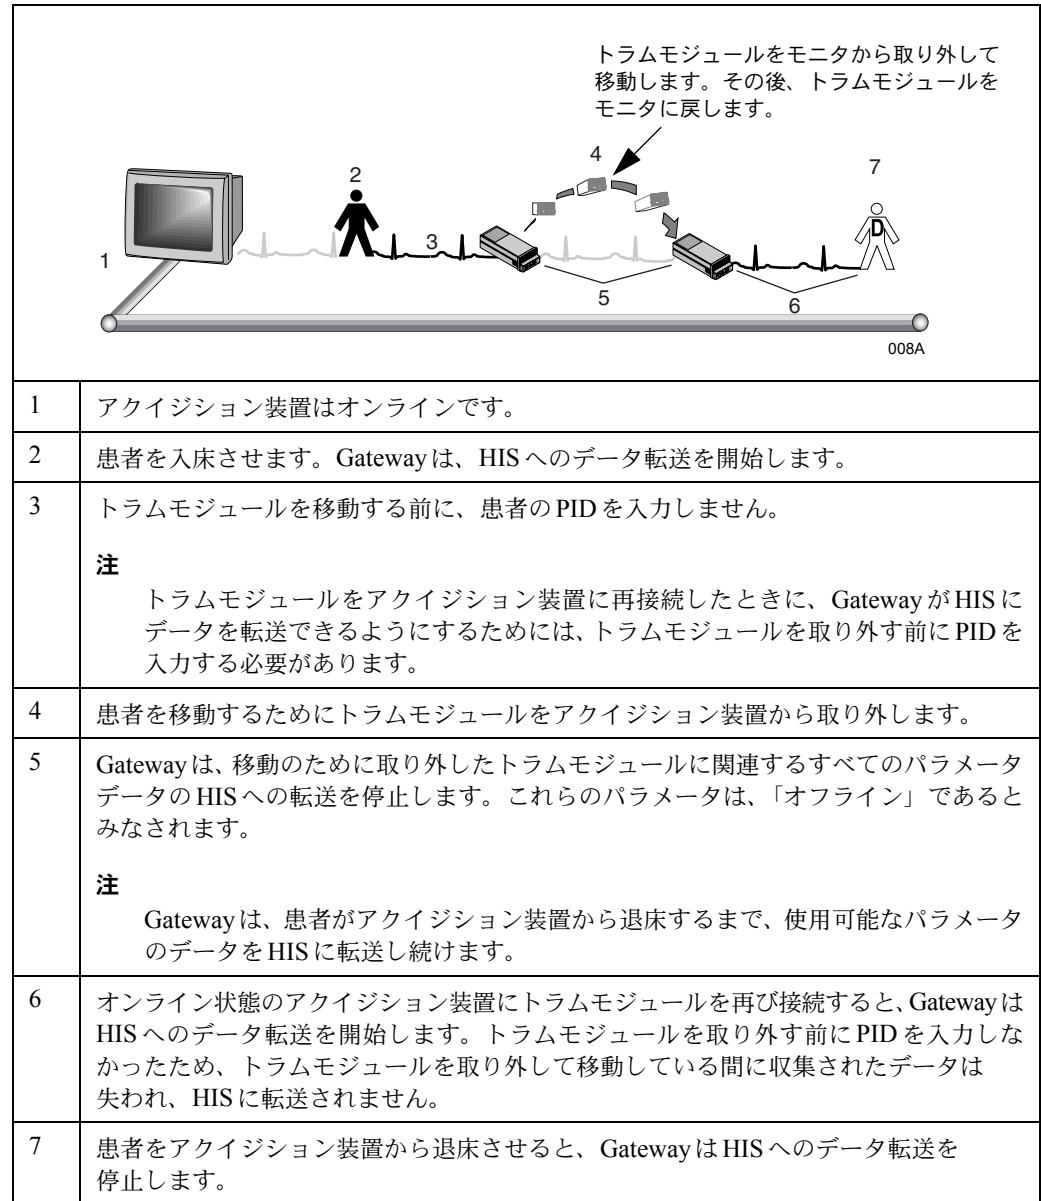 トラムモジュールをモニタから取り外して
移動します。その後、トラムモジュールを
モニタに戻します。
4
7
2
3
1
5
6
D
008A
1 アクイジション装置はオンラインです。
2 患者を入床させます。Gatewayは、HISへのデータ転送を開始します。
3 トラムモジュールを移動する前に、患者のPIDを入力しません。
注
トラムモジュールをアクイジション装置に再接続したときに、GatewayがHISに
データを転送できるようにするためには、トラムモジュールを取り外す前にPIDを
入力する必要があります。
4 患者を移動するためにトラムモジュールをアクイジション装置から取り外します。
5 Gatewayは、移動のために取り外したトラムモジュールに関連するすべてのパラメータ
データのHISへの転送を停止します。これらのパラメータは、「オフライン」であると
みなされます。
注
Gatewayは、患者がアクイジション装置から退床するまで、使用可能なパラメータ
のデータをHISに転送し続けます。
6 オンライン状態のアクイジション装置にトラムモジュールを再び接続すると、Gatewayは
HISへのデータ転送を開始します。トラムモジュールを取り外す前にPIDを入力しな
かったため、トラムモジュールを取り外して移動している間に収集されたデータは
失われ、HISに転送されません。
7 患者をアクイジション装置から退床させると、GatewayはHISへのデータ転送を
停止します。